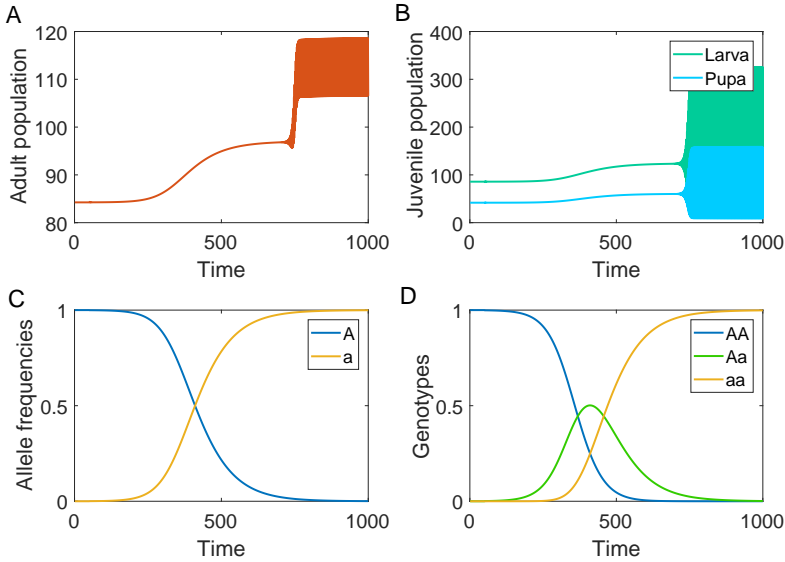 A
120
110
100
90
80
Adult population
0
500
1000
Time
B
400
300
200
100
0
Juvenile population
Larva
Pupa
0
500
1000
Time
C
1
0.5
0
Allele frequencies
A
a
0
500
1000
Time
D
1
0.5
0
Genotypes
AA
Aa
aa
0
500
1000
Time